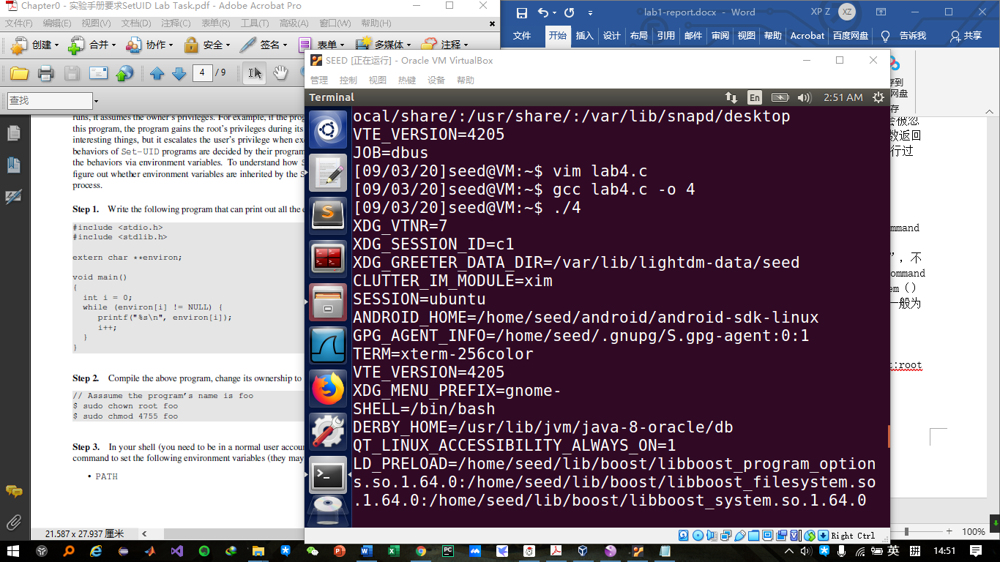 Chapter0 - 实验手册要求SetUID Lab Task.pdf - Adobe Acrobat Pro
文件(F) 编辑(E) 视图(V) 文档(D) 注释(C) 表单(R) 工具(T) 高级(A) 窗口(W) 帮助(H)
创建 合并 协作 安全 签名 表单 多媒体 注释
4 / 9
查找
lab1-report.docx - Word XP Z XZ
文件 开始 插入 设计 布局 引用 邮件 审阅 视图 帮助 Acrobat 百度网盘 告诉我 共享
网盘
存
runs, it assumes the owner's privileges. For example, if the prog
this program, the program gains the root's privileges during its
interesting things, but it escalates the user's privilege when ex
behaviors of Set-UID programs are decided by their program
the behaviors via environment variables. To understand how S
figure out whether environment variables are inherited by the S
process.
Step 1. Write the following program that can print out all the e
#include <stdio.h>
#include <stdlib.h>
extern char **environ;
void main()
{
int i = 0;
while (environ[i] != NULL) {
printf("%s\n", environ[i]);
i++;
}
}
Step 2. Compile the above program, change its ownership to
// Asssume the program's name is foo
$ sudo chown root foo
$ sudo chmod 4755 foo
Step 3. In your shell (you need to be in a normal user accou
command to set the following environment variables (they may
• PATH
21.587 x 27.937 厘米
SEED [正在运行] - Oracle VM VirtualBox
管理 控制 视图 热键 设备 帮助
Terminal En 2:51 AM
ocal/share/:/usr/share/:/var/lib/snapd/desktop
VTE_VERSION=4205
JOB=dbus
[09/03/20]seed@VM:~$ vim lab4.c
[09/03/20]seed@VM:~$ gcc lab4.c -o 4
[09/03/20]seed@VM:~$ ./4
XDG_VTNR=7
XDG_SESSION_ID=c1
XDG_GREETER_DATA_DIR=/var/lib/lightdm-data/seed
CLUTTER_IM_MODULE=xim
SESSION=ubuntu
ANDROID_HOME=/home/seed/android/android-sdk-linux
GPG_AGENT_INFO=/home/seed/.gnupg/S.gpg-agent:0:1
TERM=xterm-256color
VTE_VERSION=4205
XDG_MENU_PREFIX=gnome-
SHELL=/bin/bash
DERBY_HOME=/usr/lib/jvm/java-8-oracle/db
QT_LINUX_ACCESSIBILITY_ALWAYS_ON=1
LD_PRELOAD=/home/seed/lib/boost/libboost_program_option
s.so.1.64.0:/home/seed/lib/boost/libboost_filesystem.so
.1.64.0:/home/seed/lib/boost/libboost_system.so.1.64.0
Right Ctrl
数返回
行过
mmand
”，不
ommand
em（）
一般为
t:root
100%
英 拼 14:51